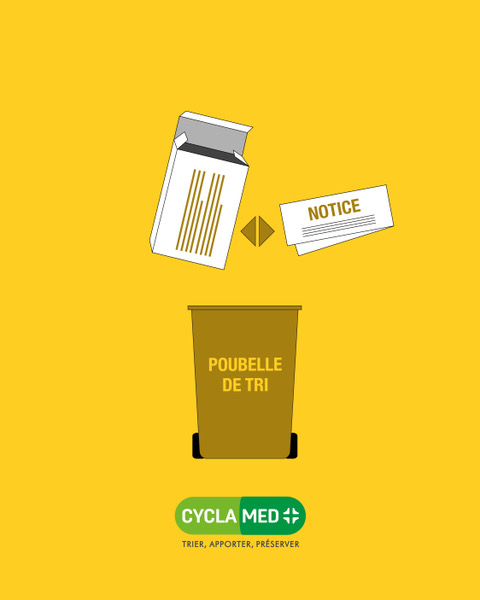 NOTICE
POUBELLE
DE TRI
CYCLAMED
TRIER, APPORTER, PRÉSERVER